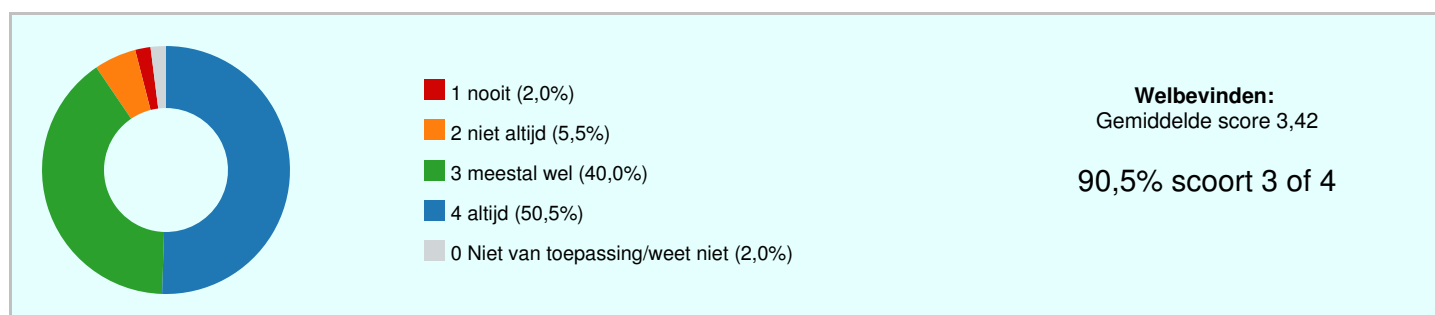 1 nooit (2,0%)
2 niet altijd (5,5%)
3 meestal wel (40,0%)
4 altijd (50,5%)
0 Niet van toepassing/weet niet (2,0%)
Welbevinden:
Gemiddelde score 3,42
90,5% scoort 3 of 4